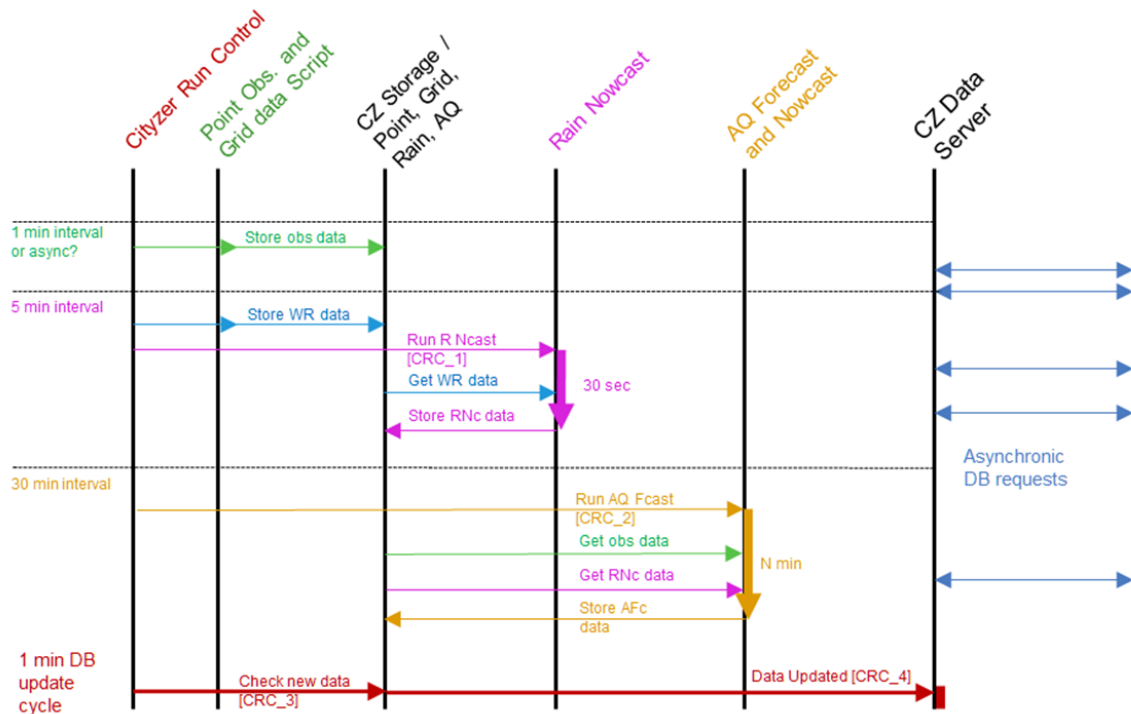 Cityzer Run Control
Point Obs. and
Grid data Script
CZ Storage /
Point, Grid,
Rain, AQ
Rain Nowcast
AQ Forecast
and Nowcast
CZ Data
Server
1 min interval
or async?
Store obs data
5 min interval
Store WR data
Run R Ncast
[CRC_1]
Get WR data
30 sec
Store RNc data
Asynchronic
DB requests
30 min interval
Run AQ Fcast
[CRC_2]
Get obs data
N min
Get RNc data
Store AFc
data
1 min DB
update
cycle
Check new data
[CRC_3]
Data Updated [CRC_4]